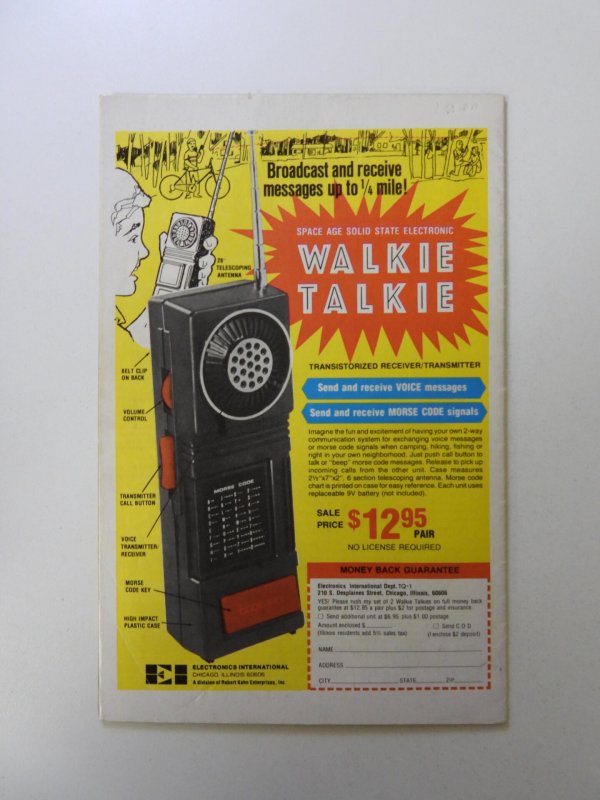 Broadcast and receive
messages up to 1/4 mile!
SPACE AGE SOLID STATE ELECTRONIC
WALKIE
TALKIE
28"
TELESCOPING
ANTENNA
TRANSISTORIZED RECEIVER/TRANSMITTER
Send and receive VOICE messages
Send and receive MORSE CODE signals
Imagine the fun and excitement of having your own 2-way
communication system for exchanging voice messages
or morse code signals when camping, hiking, fishing or
right in your own neighborhood. Just push call button to
talk or "beep" morse code messages. Release to pick up
incoming calls from the other unit. Case measures
2½"x7"x2". 6 section telescoping antenna. Morse code
chart is printed on case for easy reference. Each unit uses
replaceable 9V battery (not included).
SALE
PRICE $12.95
PAIR
NO LICENSE REQUIRED
BELT CLIP
ON BACK
VOLUME
CONTROL
TRANSMITTER
CALL BUTTON
VOICE
TRANSMITTER/
RECEIVER
MORSE
CODE KEY
HIGH IMPACT
PLASTIC CASE
MORSE CODE
MONEY BACK GUARANTEE
Electronics International Dept. TQ-1
210 S. Desplaines Street, Chicago, Illinois, 60606
YES! Please rush my set of 2 Walkie Talkies on full money back
guarantee at $12.95 a pair plus $2 for postage and insurance.
☐ Send additional unit at $6.95 plus $1.00 postage.
Amount enclosed $ ☐ Send C O D
(Illinois residents add 5% sales tax) (I enclose $2 deposit)
NAME
ADDRESS
CITY STATE ZIP
EI ELECTRONICS INTERNATIONAL
CHICAGO, ILLINOIS 60606
A division of Robert Kahn Enterprises, Inc.